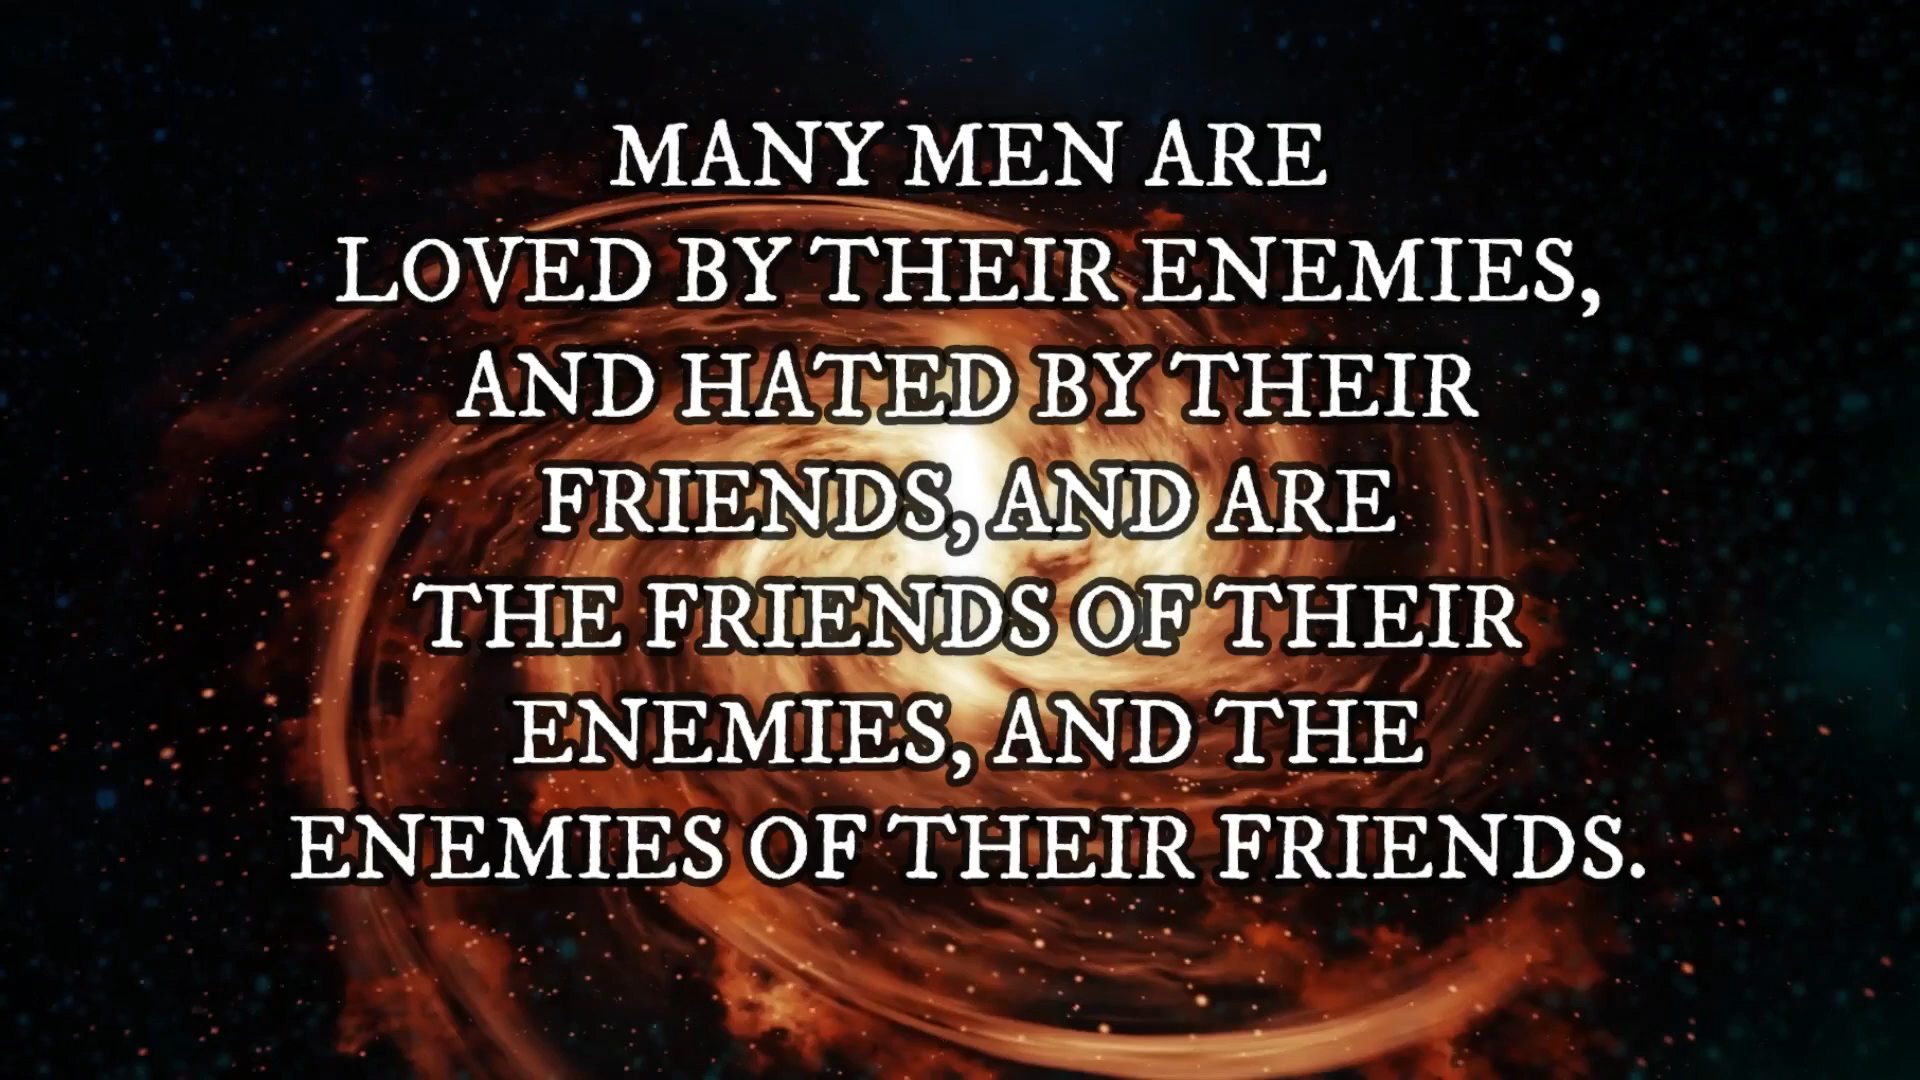 MANY MEN ARE
LOVED BY THEIR ENEMIES,
AND HATED BY THEIR
FRIENDS, AND ARE
THE FRIENDS OF THEIR
ENEMIES, AND THE
ENEMIES OF THEIR FRIENDS.